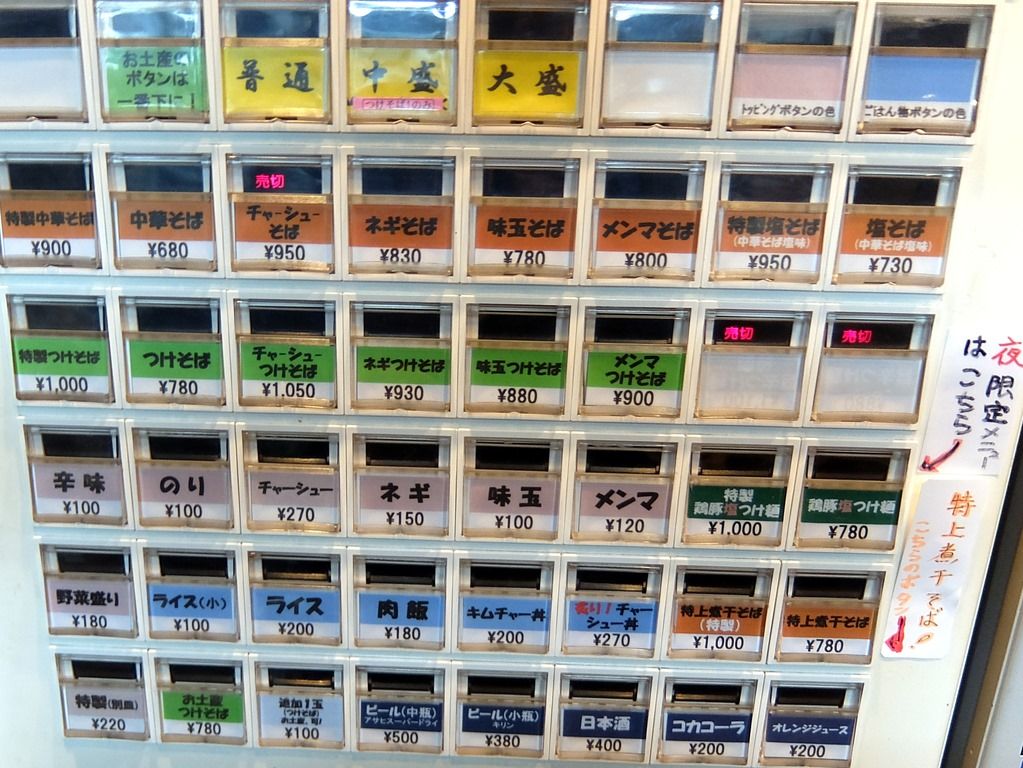 お土産の
ボタンは
一番下に！
普通
中盛
(つけそばのみ)
大盛
トッピングボタンの色
ごはん物ボタンの色
特製中華そば
¥900
中華そば
¥680
売切
チャーシュー
そば
¥950
ネギそば
¥830
味玉そば
¥780
メンマそば
¥800
特製塩そば
(中華そば塩味)
¥950
塩そば
(中華そば塩味)
¥730
特製つけそば
¥1,000
つけそば
¥780
チャーシュー
つけそば
¥1,050
ネギつけそば
¥930
味玉つけそば
¥880
メンマ
つけそば
¥900
売切
売切
夜限定メニュー
はこちら
辛味
¥100
のり
¥100
チャーシュー
¥270
ネギ
¥150
味玉
¥100
メンマ
¥120
特製
鶏豚塩つけ麺
¥1,000
鶏豚塩つけ麺
¥780
特上煮干そば!
こちらのボタン
野菜盛り
¥180
ライス(小)
¥100
ライス
¥200
肉飯
¥180
キムチャー丼
¥200
炙り！チャー
シュー丼
¥270
特上煮干そば
(特製)
¥1,000
特上煮干そば
¥780
特製(別皿)
¥220
お土産
つけそば
¥780
追加1玉
(つけそば)
お土産、可!
¥100
ビール(中瓶)
アサヒスーパードライ
¥500
ビール(小瓶)
キリン
¥380
日本酒
¥400
コカコーラ
¥200
オレンジジュース
¥200